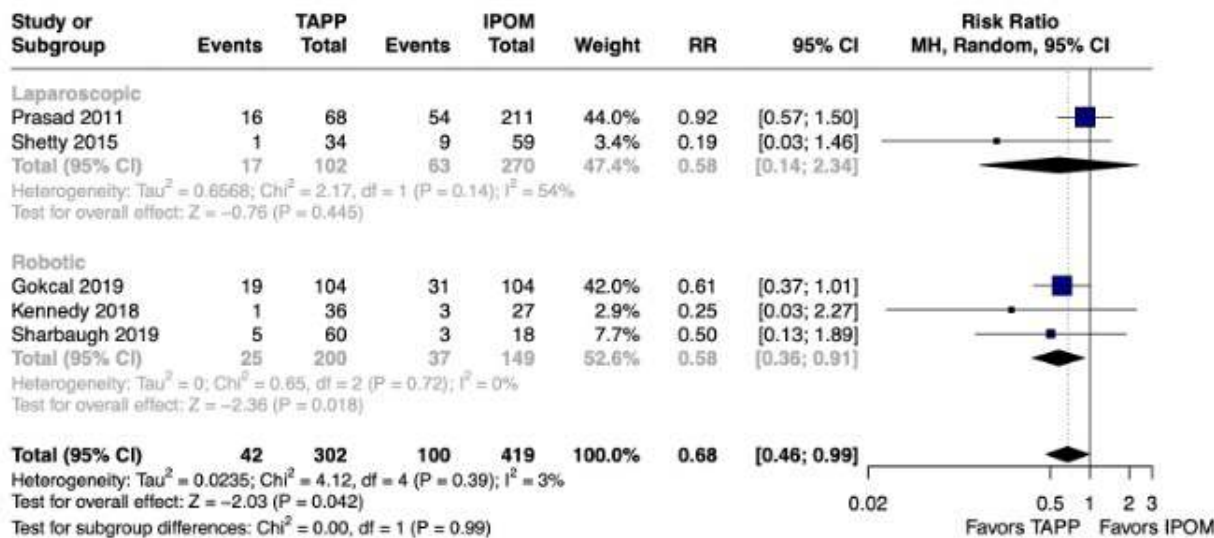 Study or Subgroup Events TAPP Total Events IPOM Total Weight RR 95% CI Risk Ratio MH, Random, 95% CI
Laparoscopic
Prasad 2011 16 68 54 211 44.0% 0.92 [0.57; 1.50]
Shetty 2015 1 34 9 59 3.4% 0.19 [0.03; 1.46]
Total (95% CI) 17 102 63 270 47.4% 0.58 [0.14; 2.34]
Heterogeneity: Tau² = 0.6568; Chi² = 2.17, df = 1 (P = 0.14); I² = 54%
Test for overall effect: Z = −0.76 (P = 0.445)
Robotic
Gokcal 2019 19 104 31 104 42.0% 0.61 [0.37; 1.01]
Kennedy 2018 1 36 3 27 2.9% 0.25 [0.03; 2.27]
Sharbaugh 2019 5 60 3 18 7.7% 0.50 [0.13; 1.89]
Total (95% CI) 25 200 37 149 52.6% 0.58 [0.36; 0.91]
Heterogeneity: Tau² = 0; Chi² = 0.65, df = 2 (P = 0.72); I² = 0%
Test for overall effect: Z = −2.36 (P = 0.018)
Total (95% CI) 42 302 100 419 100.0% 0.68 [0.46; 0.99]
Heterogeneity: Tau² = 0.0235; Chi² = 4.12, df = 4 (P = 0.39); I² = 3%
Test for overall effect: Z = −2.03 (P = 0.042)
Test for subgroup differences: Chi² = 0.00, df = 1 (P = 0.99)
0.02 0.5 1 2 3
Favors TAPP Favors IPOM